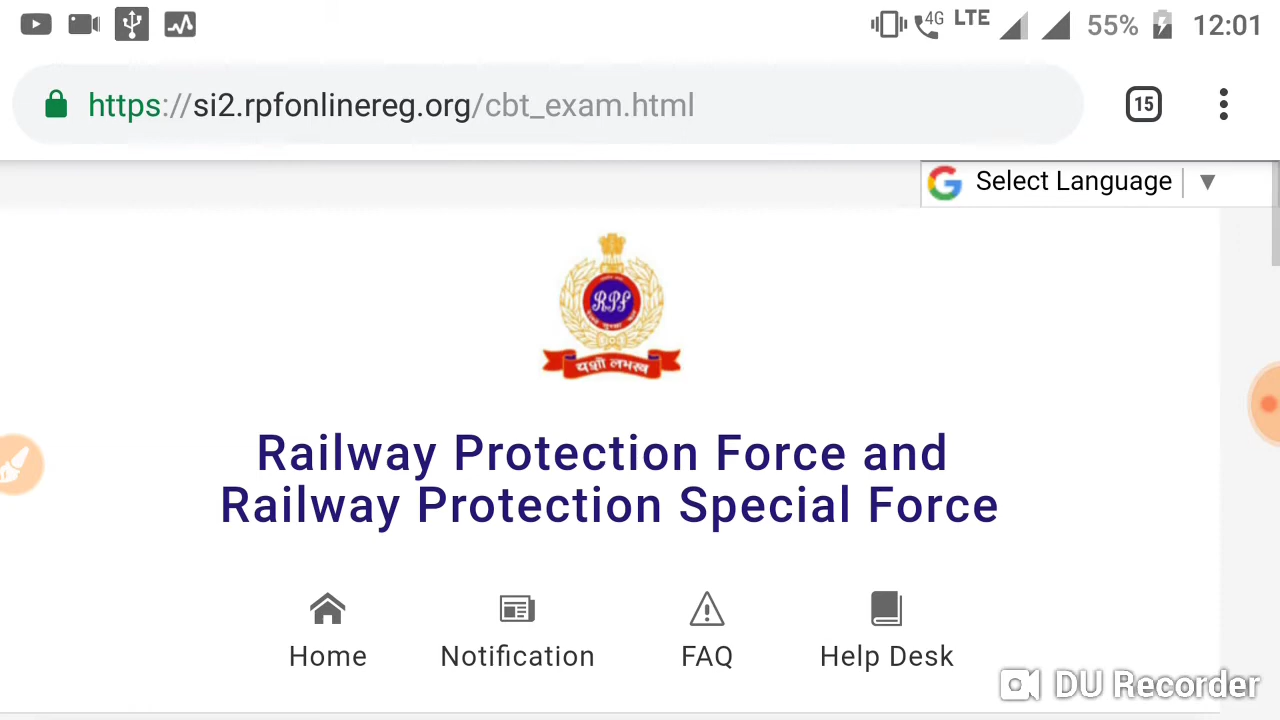 4G LTE 55% 12:01
https://si2.rpfonlinereg.org/cbt_exam.html 15
Select Language
RPF
यशो लभस्व
Railway Protection Force and
Railway Protection Special Force
Home Notification FAQ Help Desk
DU Recorder